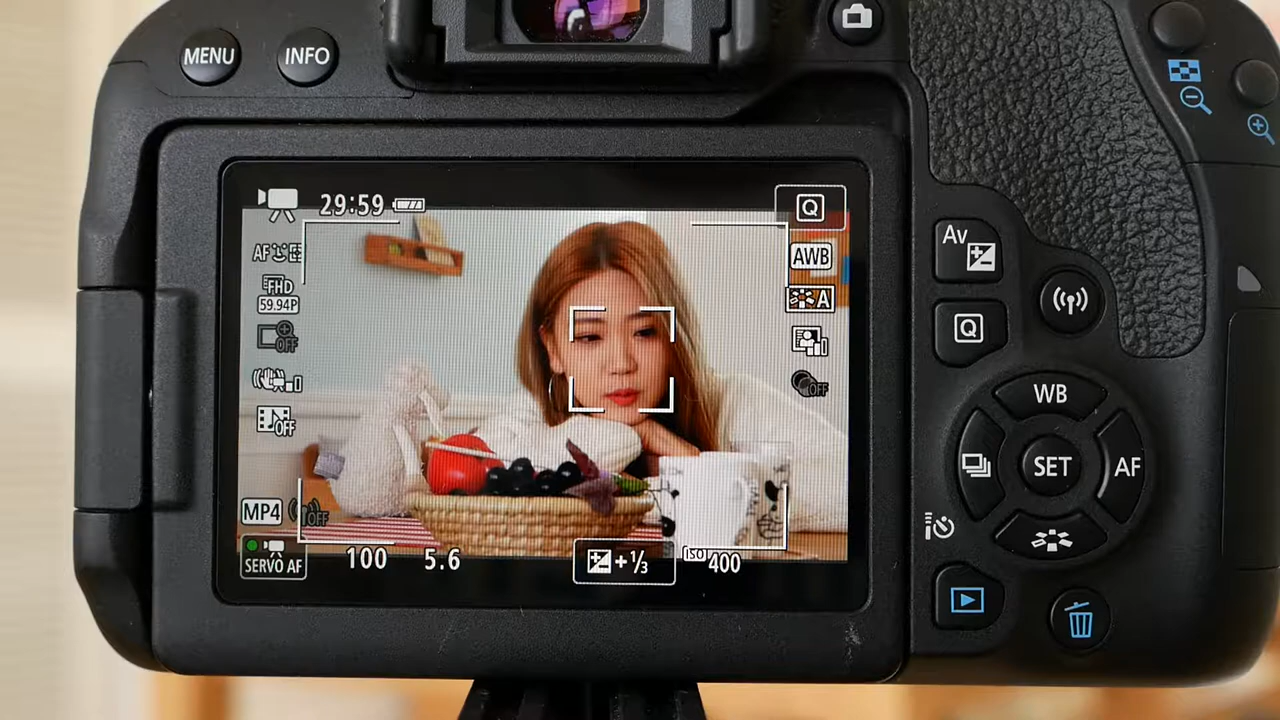 MENU INFO
29:59
Q
AF
AWB
FHD
59.94P
A
OFF
OFF
OFF
MP4 OFF
SERVO AF
100 5.6 +1/3 ISO 400
Av
Q
WB
SET
AF